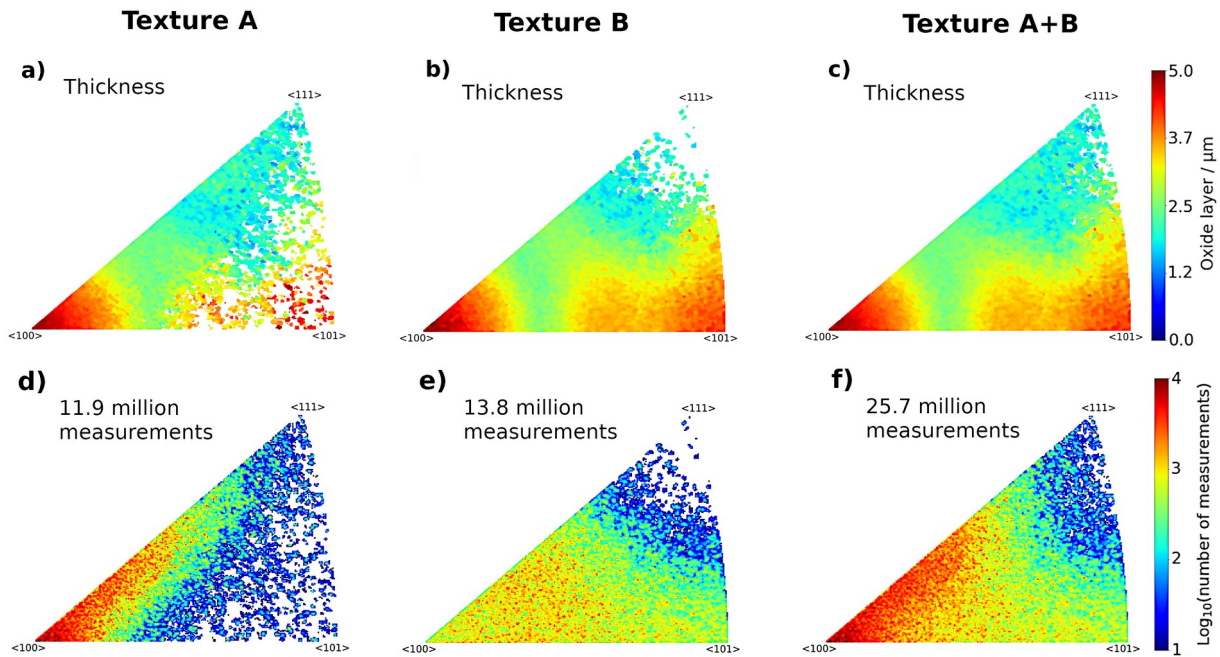 Texture A
Texture B
Texture A+B
a)
Thickness
<111>
<100>
<101>
b)
Thickness
<111>
<100>
<101>
c)
Thickness
<111>
<100>
<101>
5.0
3.7
2.5
1.2
0.0
Oxide layer / μm
d)
11.9 million
measurements
<111>
<100>
<101>
e)
13.8 million
measurements
<111>
<100>
<101>
f)
25.7 million
measurements
<111>
<100>
<101>
4
3
2
1
Log10(number of measurements)